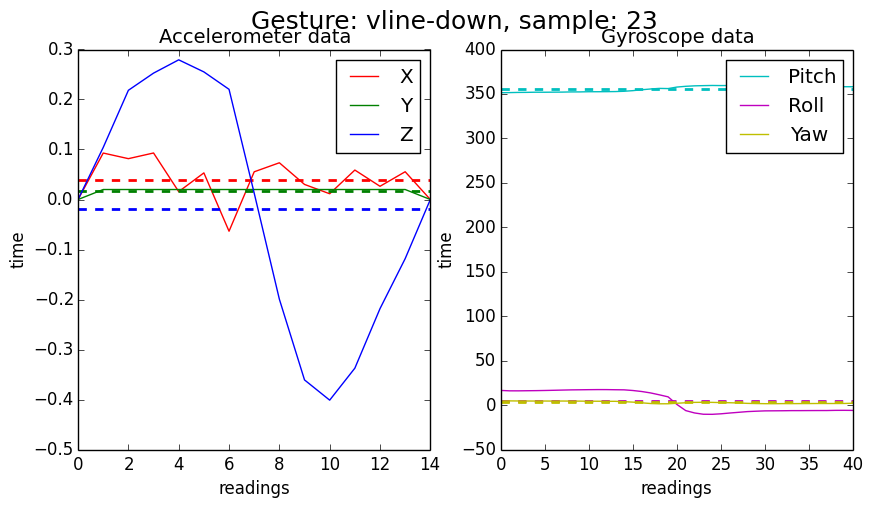 Gesture: vline-down, sample: 23
Accelerometer data
0.3
0.2
0.1
0.0
−0.1
−0.2
−0.3
−0.4
−0.5
time
0 2 4 6 8 10 12 14
readings
X
Y
Z
Gyroscope data
400
350
300
250
200
150
100
50
0
−50
time
0 5 10 15 20 25 30 35 40
readings
Pitch
Roll
Yaw